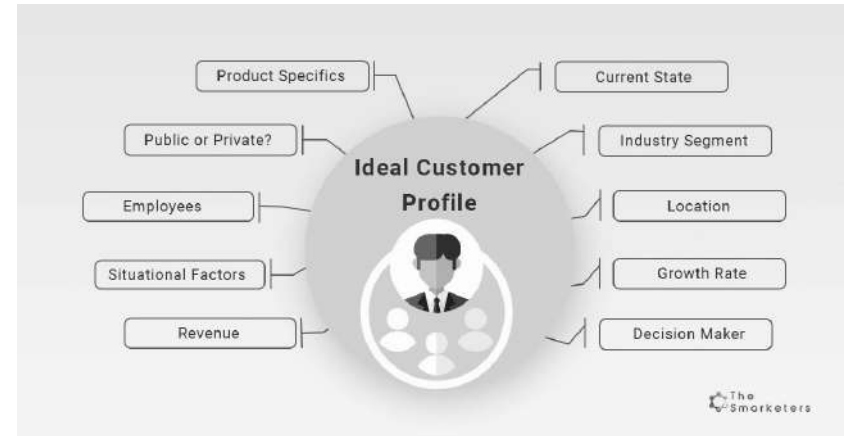 Product Specifics
Current State
Public or Private?
Industry Segment
Ideal Customer
Profile
Employees
Location
Situational Factors
Growth Rate
Revenue
Decision Maker
The
Smarketers